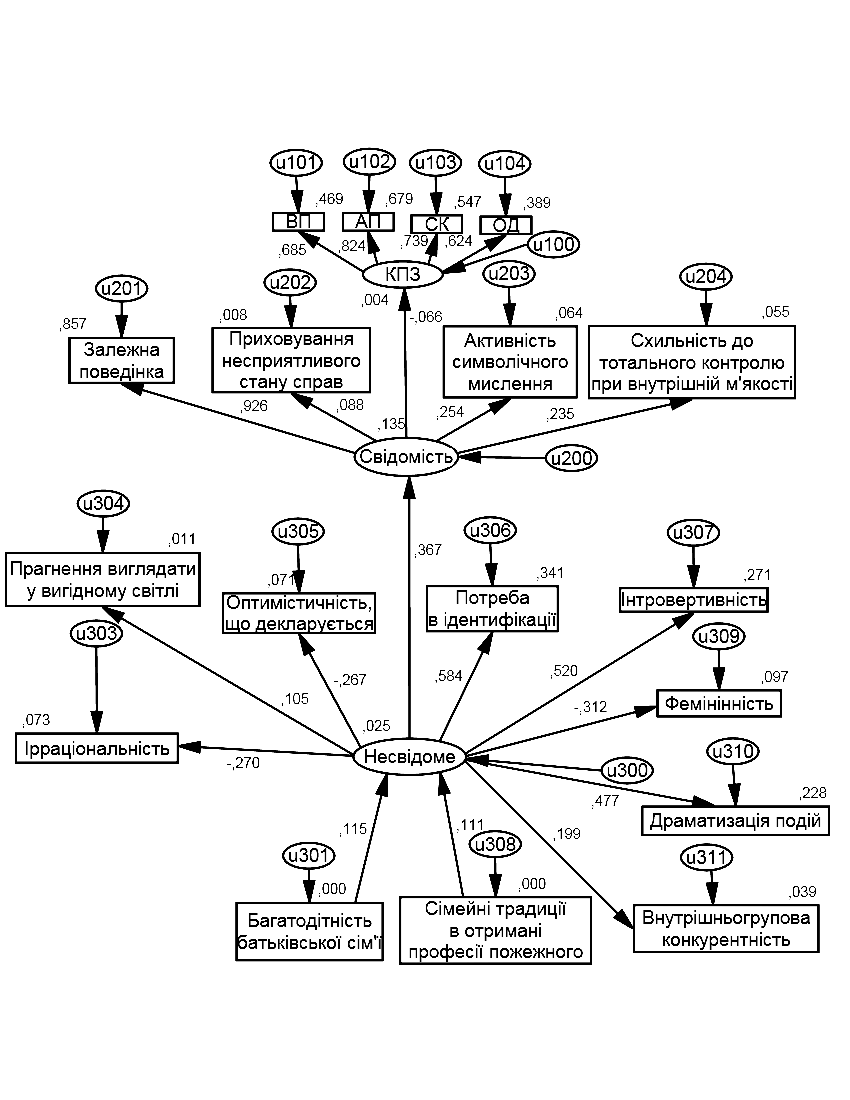 u101
u102
u103
u104
,469
,679
,547
,389
ВП
АП
СК
ОД
,685
,824
,739
,624
u100
КПЗ
u201
u202
,004
-,066
u203
u204
,857
,008
,064
,055
Залежна
поведінка
Приховування
несприятливого
стану справ
Активність
символічного
мислення
Схильність до
тотального контролю
при внутрішній м'якості
,926
,088
,135
,254
,235
Свідомість
u200
u304
u305
u306
u307
,011
,367
Прагнення виглядати
у вигідному світлі
,071
Оптимістичність,
що декларується
,341
Потреба
в ідентифікації
,271
Інтровертивність
u303
u309
,073
Ірраціональність
,105
-,267
,025
,584
,520
-,312
,097
Фемінінність
-,270
Несвідоме
u300
u310
,477
,228
Драматизація подій
,115
,111
,199
u301
u308
u311
,000
,000
,039
Багатодітність
батьківської сім'ї
Сімейні традиції
в отримані
професії пожежного
Внутрішньогрупова
конкурентність